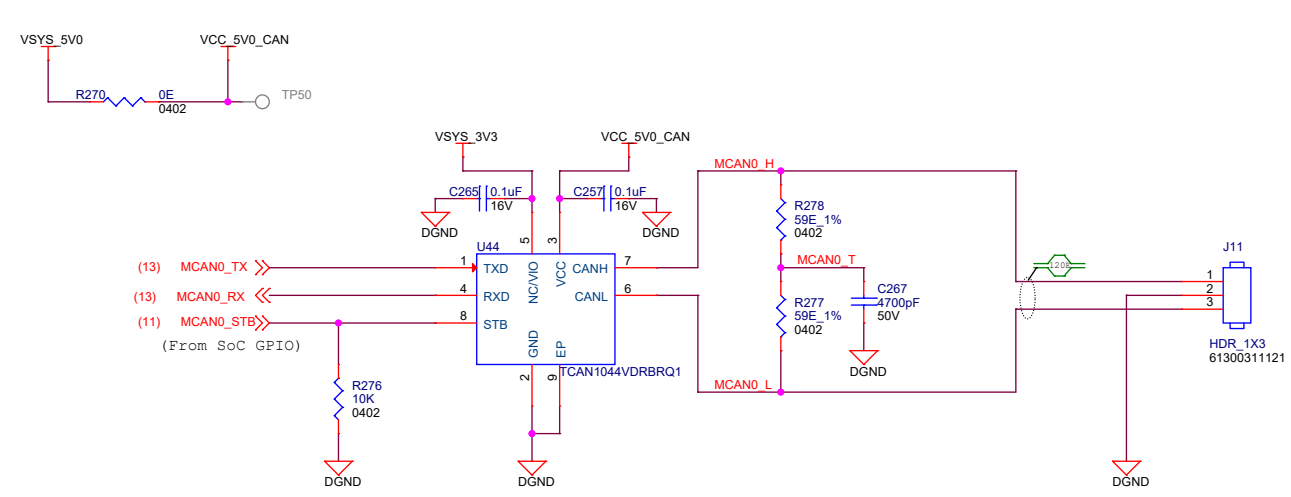 VSYS_5V0
VCC_5V0_CAN
R270
0E
0402
TP50
VSYS_3V3
VCC_5V0_CAN
C265
0.1uF
16V
DGND
C257
0.1uF
16V
DGND
MCAN0_H
R278
59E_1%
0402
U44
5
3
(13) MCAN0_TX
1
TXD
NC/VIO
VCC
CANH
7
MCAN0_T
120E
J11
1
2
3
(13) MCAN0_RX
4
RXD
CANL
6
R277
59E_1%
0402
C267
4700pF
50V
DGND
(11) MCAN0_STB
8
STB
(From SoC GPIO)
GND
EP
HDR_1X3
61300311121
2
9
TCAN1044VDRBRQ1
MCAN0_L
R276
10K
0402
DGND
DGND
DGND